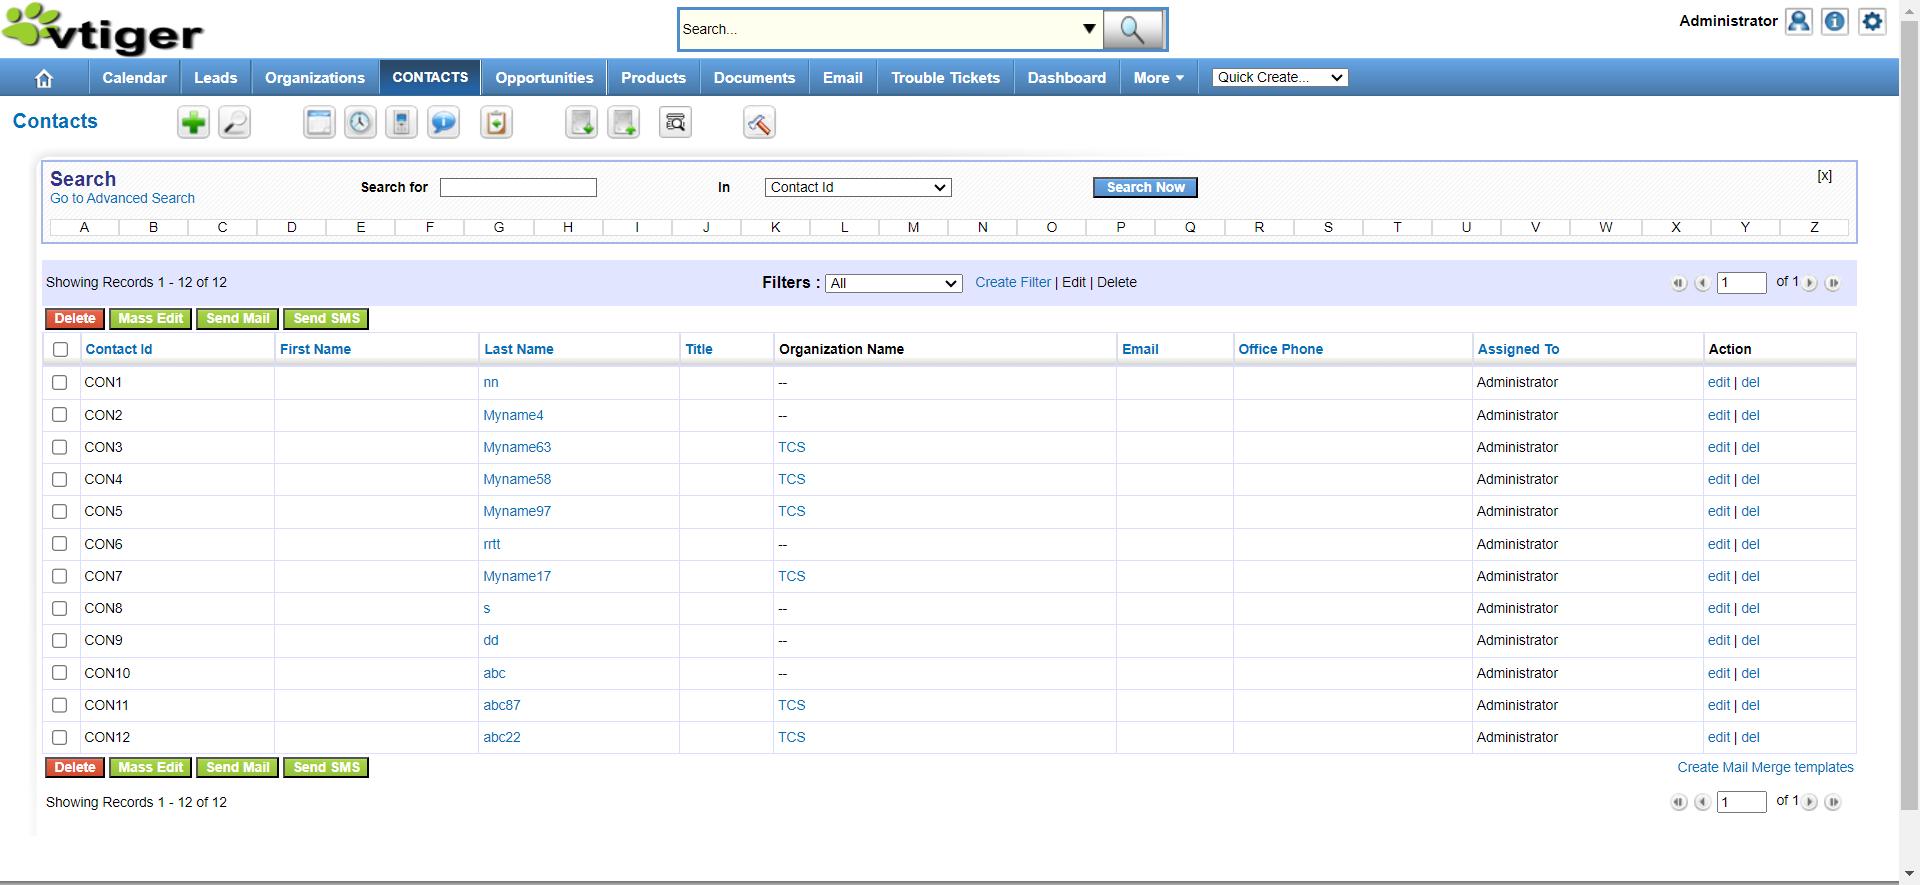 vtiger
Search...
Administrator
Calendar Leads Organizations CONTACTS Opportunities Products Documents Email Trouble Tickets Dashboard More Quick Create...
Contacts
Search
Go to Advanced Search
Search for In Contact Id Search Now [x]
A B C D E F G H I J K L M N O P Q R S T U V W X Y Z
Showing Records 1 - 12 of 12 Filters : All Create Filter | Edit | Delete 1 of 1
Delete Mass Edit Send Mail Send SMS
Contact Id First Name Last Name Title Organization Name Email Office Phone Assigned To Action
CON1 nn -- Administrator edit | del
CON2 Myname4 -- Administrator edit | del
CON3 Myname63 TCS Administrator edit | del
CON4 Myname58 TCS Administrator edit | del
CON5 Myname97 TCS Administrator edit | del
CON6 rrtt -- Administrator edit | del
CON7 Myname17 TCS Administrator edit | del
CON8 s -- Administrator edit | del
CON9 dd -- Administrator edit | del
CON10 abc -- Administrator edit | del
CON11 abc87 TCS Administrator edit | del
CON12 abc22 TCS Administrator edit | del
Delete Mass Edit Send Mail Send SMS Create Mail Merge templates
Showing Records 1 - 12 of 12 1 of 1